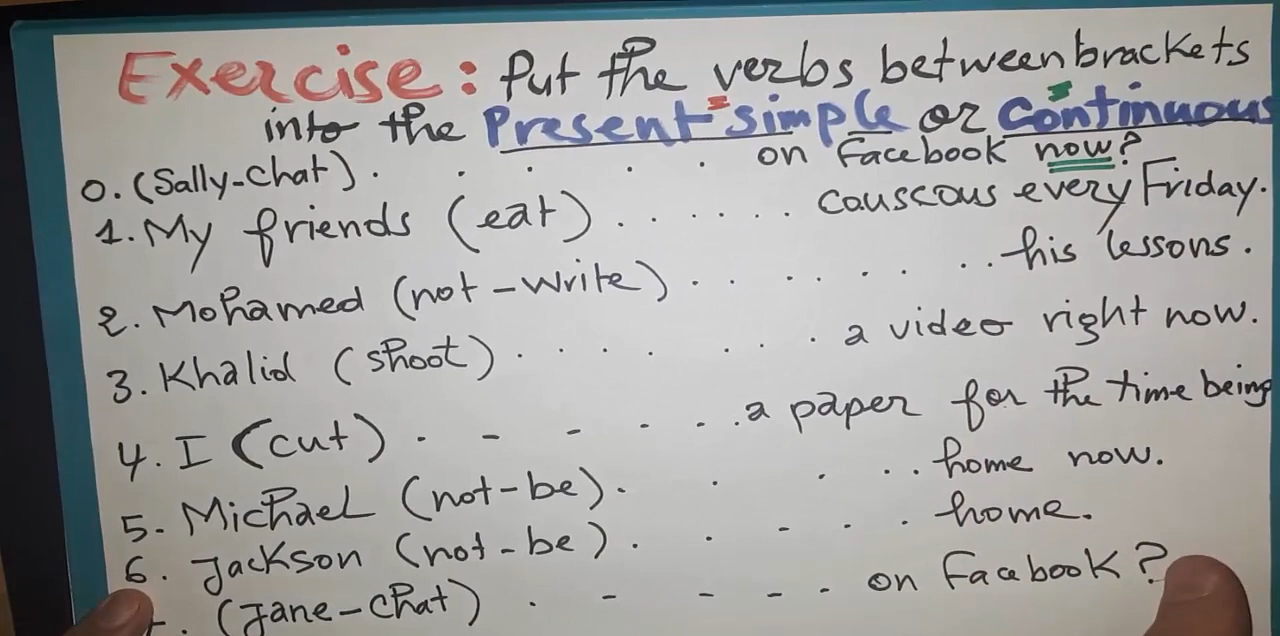 Exercise: Put the verbs between brackets
into the Present simple or Continuous
0. (Sally-chat). . . . . on Facebook now?
1. My friends (eat) . . . . . . . couscous every Friday.
2. Mohamed (not-write) . . . . . . . his lessons.
3. Khalid (shoot) . . . . . . . . a video right now.
4. I (cut) . - - - . . . a paper for the time being
5. Michael (not-be). . . . . home now.
6. Jackson (not-be). . - . . home.
(Jane-chat) . - - - - on Facebook?